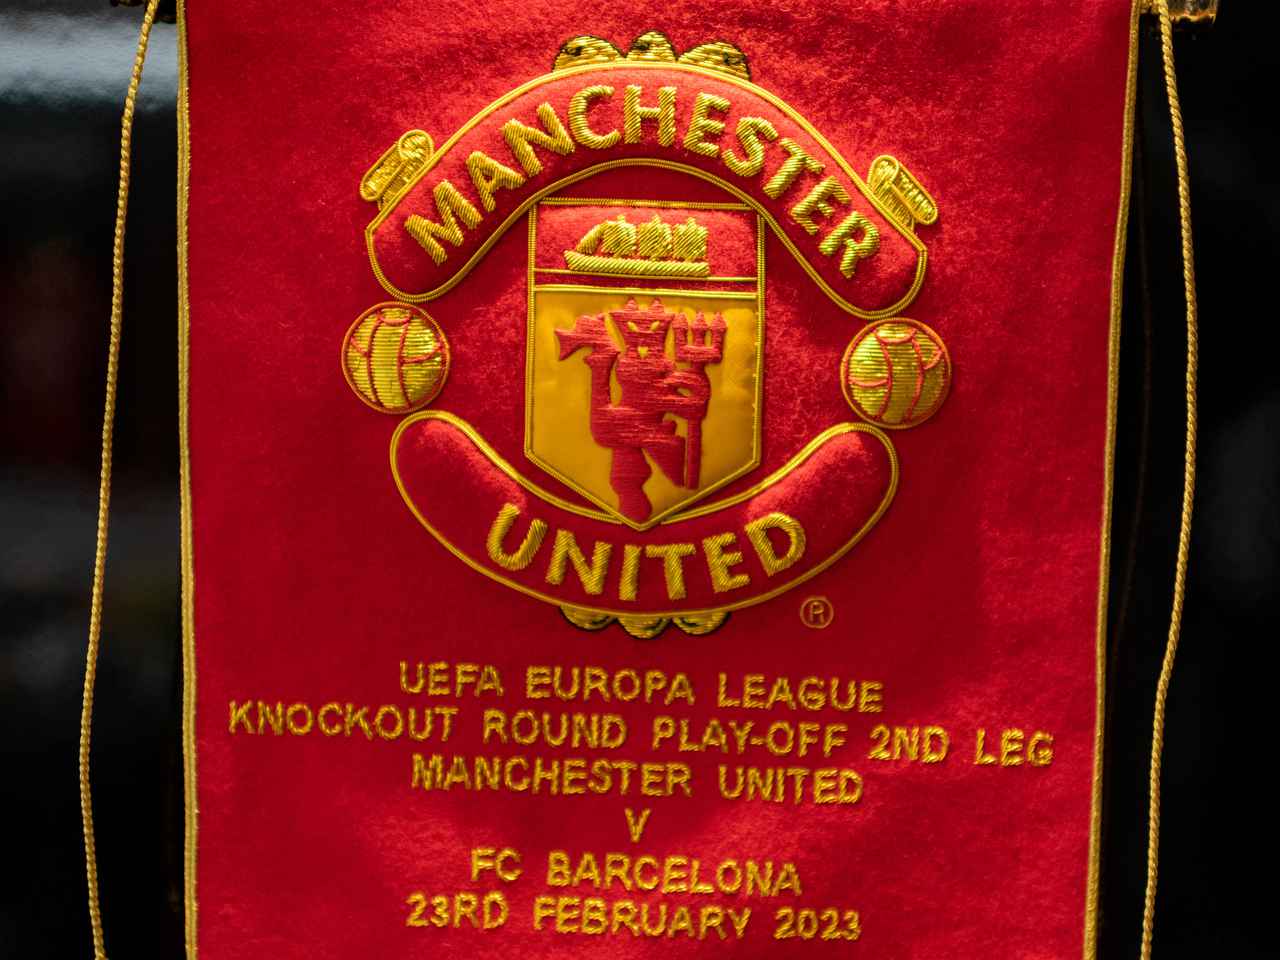 MANCHESTER
UNITED
®
UEFA EUROPA LEAGUE
KNOCKOUT ROUND PLAY-OFF 2ND LEG
MANCHESTER UNITED
V
FC BARCELONA
23RD FEBRUARY 2023